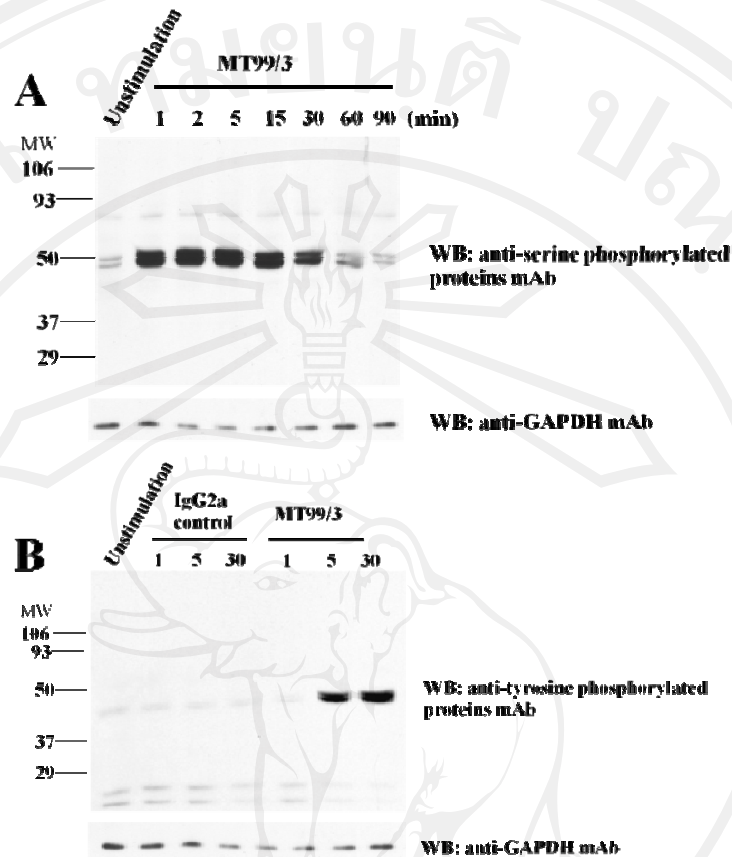 A
Unstimulation
MT99/3
1 2 5 15 30 60 90 (min)
MW
106
93
50
37
29
WB: anti-serine phosphorylated
proteins mAb
WB: anti-GAPDH mAb
B
Unstimulation
IgG2a
control
MT99/3
1 5 30 1 5 30
MW
106
93
50
37
29
WB: anti-tyrosine phosphorylated
proteins mAb
WB: anti-GAPDH mAb